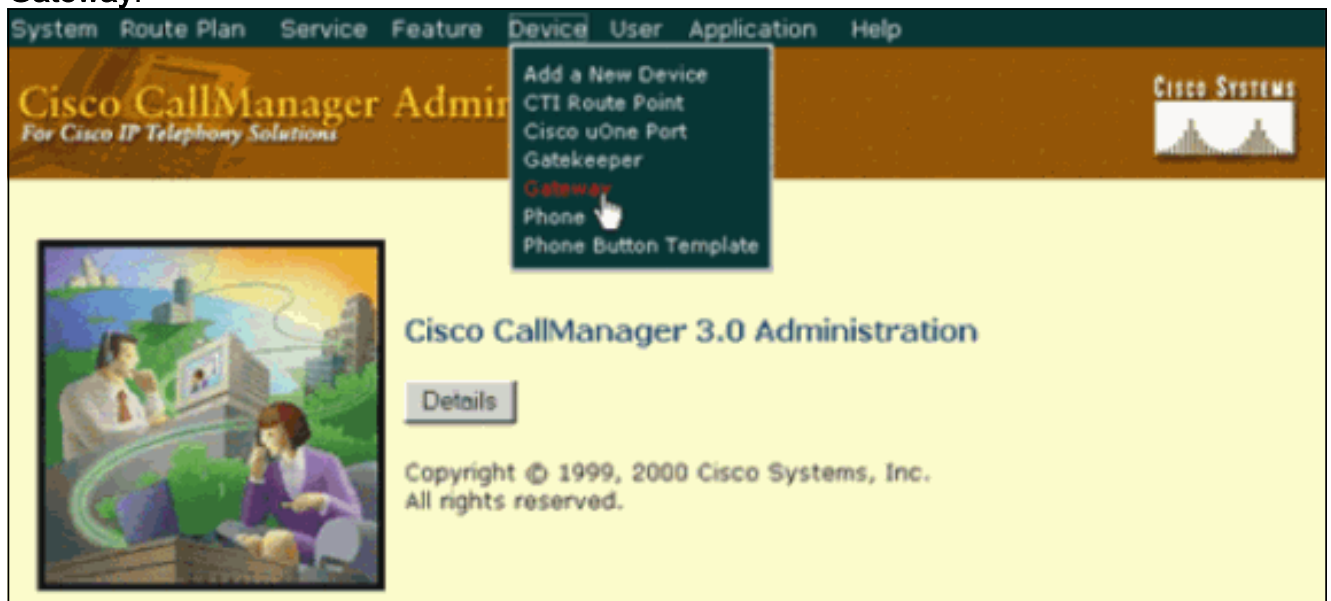 Gateway.
System Route Plan Service Feature Device User Application Help
Cisco CallManager Admin
For Cisco IP Telephony Solutions
Add a New Device
CTI Route Point
Cisco uOne Port
Gatekeeper
Gateway
Phone
Phone Button Template
CISCO SYSTEMS
Cisco CallManager 3.0 Administration
Details
Copyright © 1999, 2000 Cisco Systems, Inc.
All rights reserved.